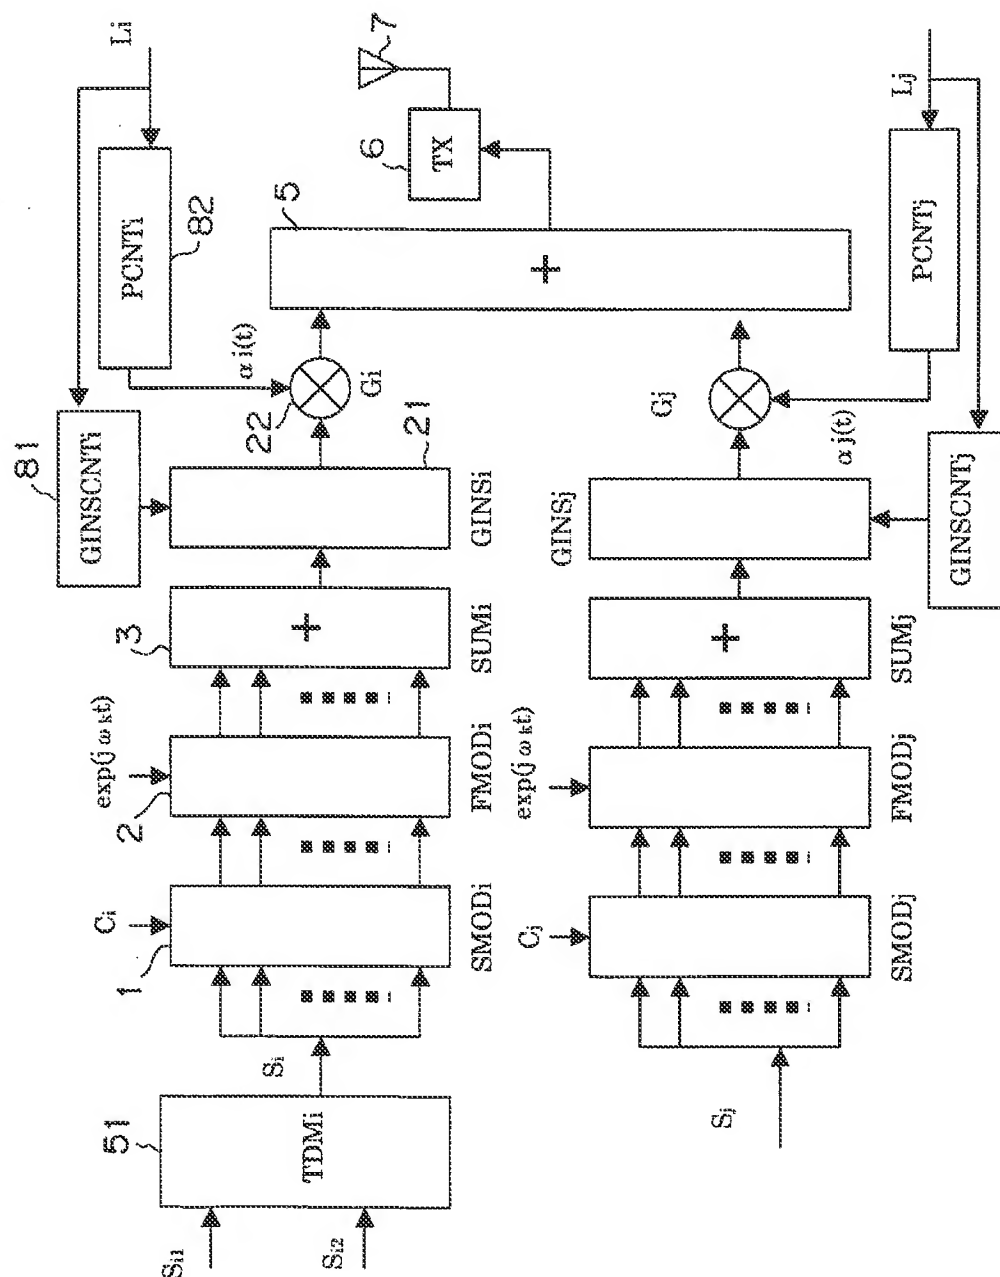 Si1
Si2
51
TDMi
Si
1
Ci
SMODi
2
exp(jωkt)
FMODi
3
SUMi
81
GINSCNTi
21
GINSi
22
Gi
αi(t)
PCNTi
82
Li
5
+
6
TX
7
Sj
Cj
SMODj
exp(jωkt)
FMODj
+
SUMj
GINSj
GINSCNTj
Gj
αj(t)
PCNTj
Lj
+